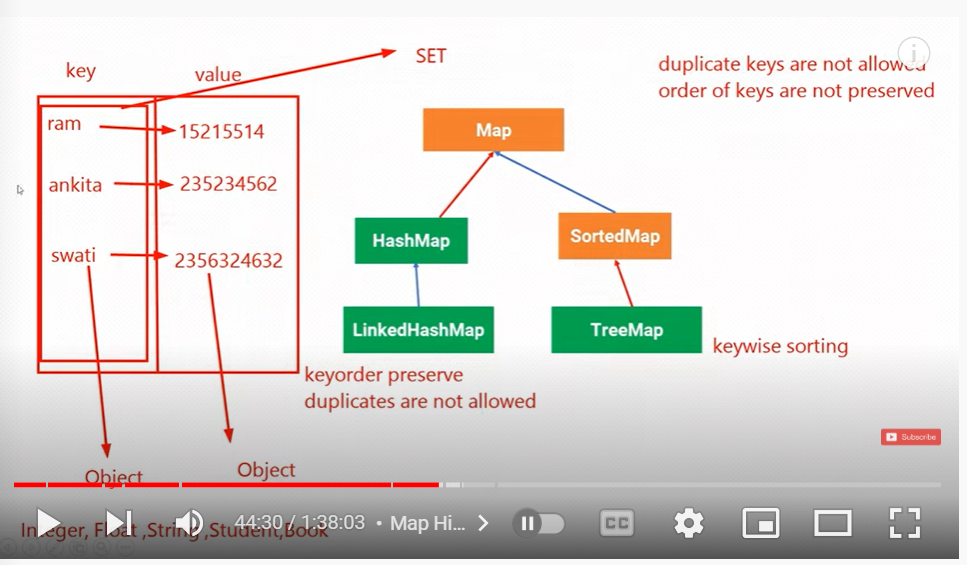 SET
key
value
duplicate keys are not allowed
order of keys are not preserved
ram
15215514
Map
ankita
235234562
swati
2356324632
HashMap
SortedMap
LinkedHashMap
TreeMap
keywise sorting
keyorder preserve
duplicates are not allowed
Subscribe
Object
Object
44:30 / 1:38:03 • Map Hi...
CC
Integer, Float ,String ,Student,Book